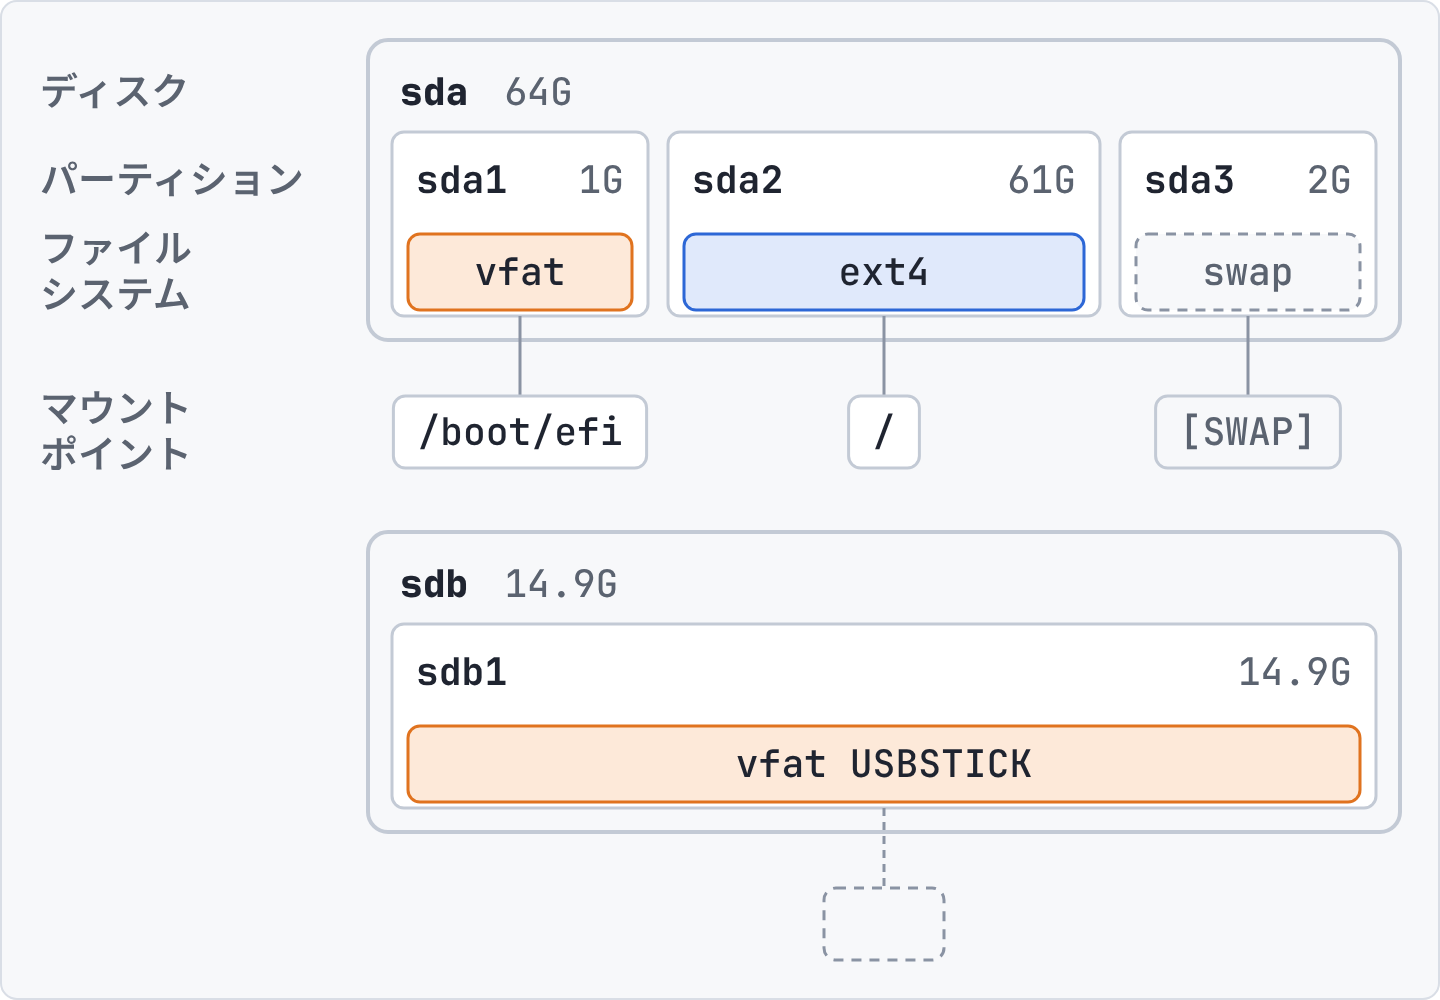 ディスク
sda 64G
パーティション
sda1 1G
sda2 61G
sda3 2G
ファイル
システム
vfat
ext4
swap
マウント
ポイント
/boot/efi
/
[SWAP]
sdb 14.9G
sdb1 14.9G
vfat USBSTICK